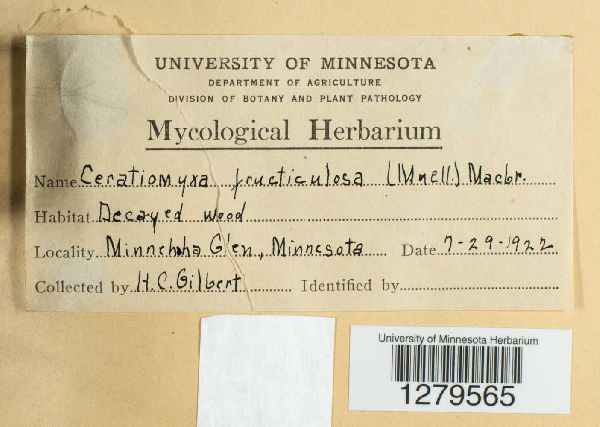 UNIVERSITY OF MINNESOTA
DEPARTMENT OF AGRICULTURE
DIVISION OF BOTANY AND PLANT PATHOLOGY
Mycological Herbarium
Name Ceratiomyxa fructiculosa (Muell.) Macbr.
Habitat Decayed wood
Locality Minnehaha Glen, Minnesota Date 7-29-1922
Collected by H.C. Gilbert Identified by
University of Minnesota Herbarium
1279565